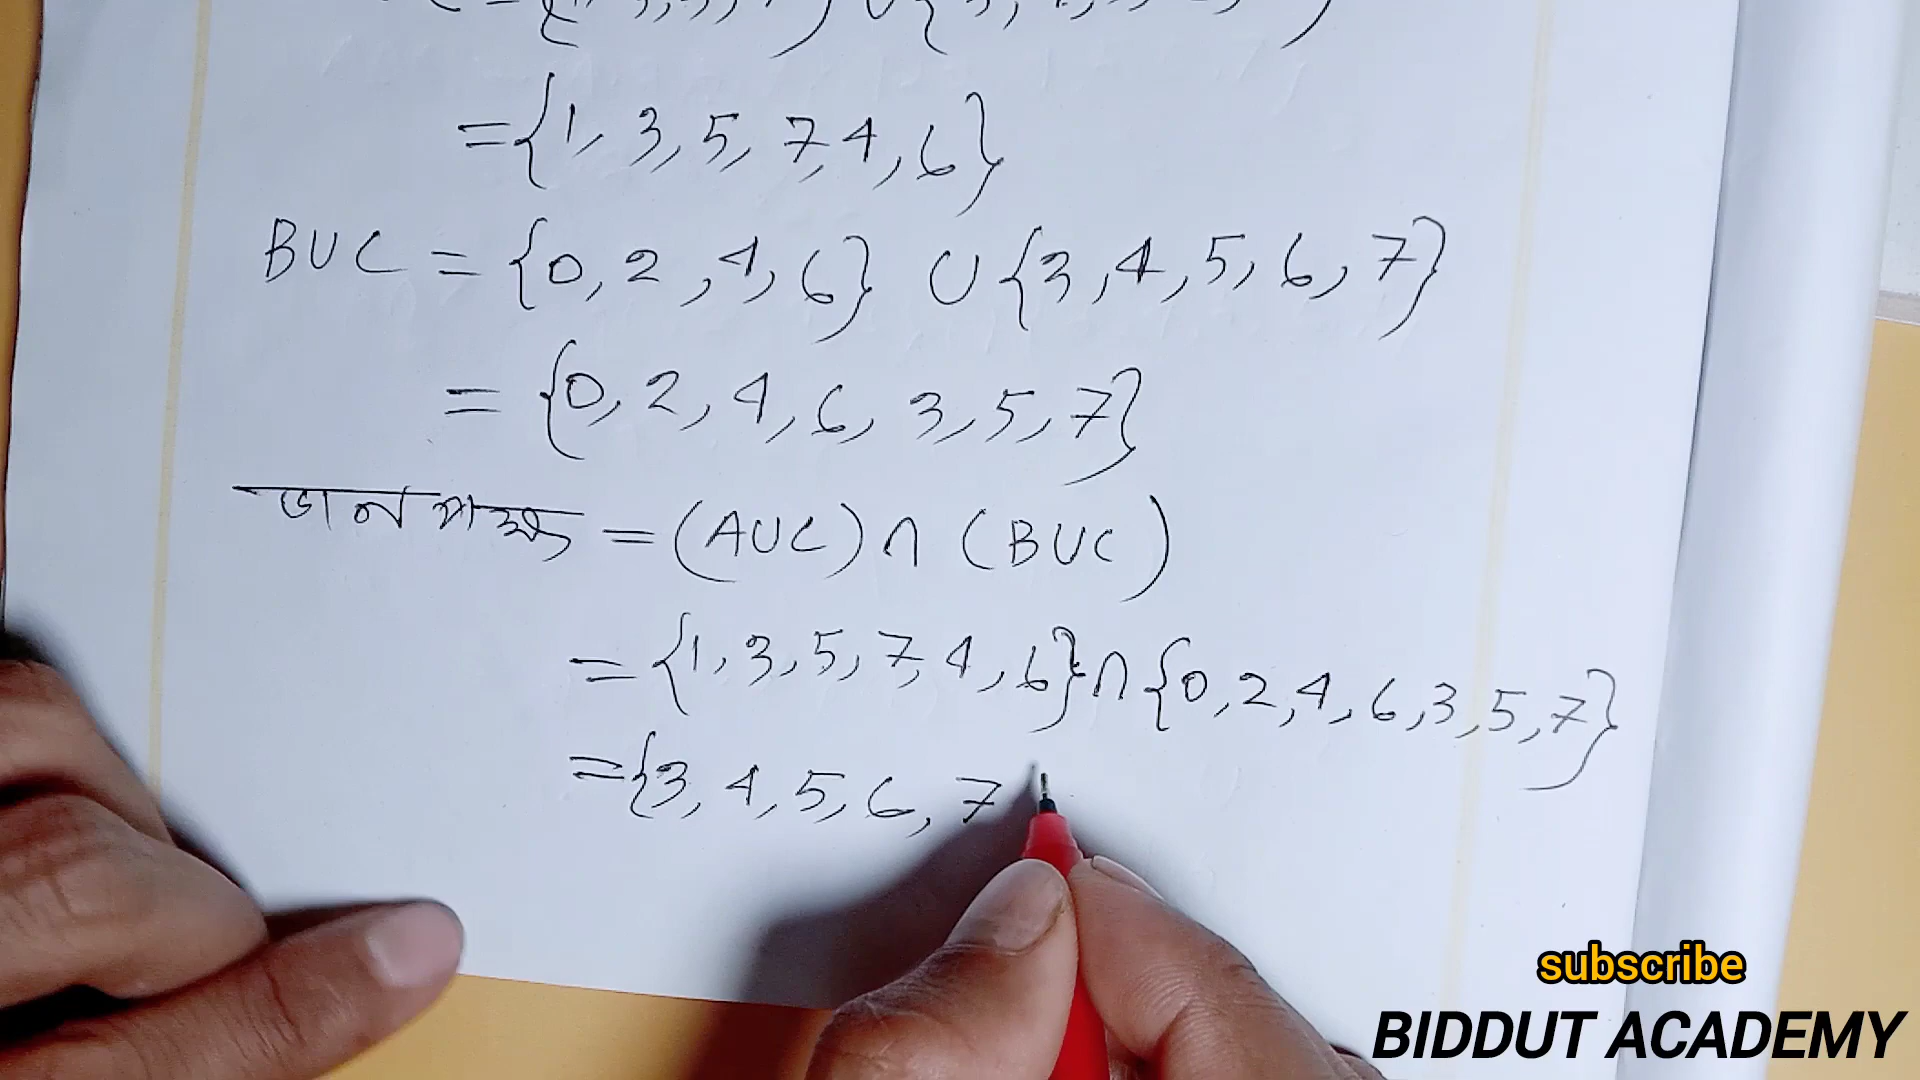 ={1, 3, 5, 7, 4, 6}
BUC = {0, 2, 4, 6} ∪ {3, 4, 5, 6, 7}
= {0, 2, 4, 6, 3, 5, 7}
ডানপক্ষ = (AUC) ∩ (BUC)
= {1, 3, 5, 7, 4, 6} ∩ {0, 2, 4, 6, 3, 5, 7}
= {3, 4, 5, 6, 7
subscribe
BIDDUT ACADEMY